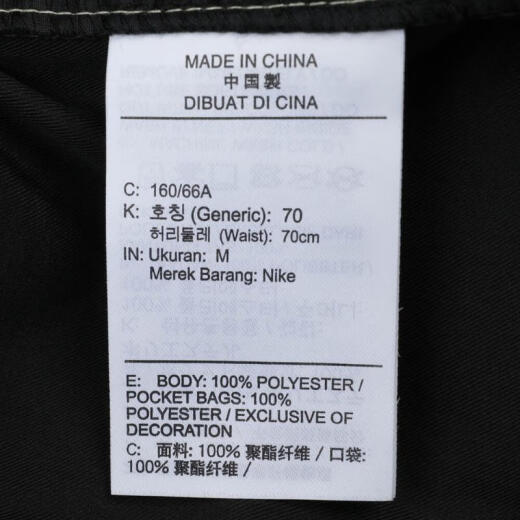 MADE IN CHINA
中国製
DIBUAT DI CINA
C: 160/66A
K: 호칭 (Generic): 70
허리둘레 (Waist): 70cm
IN: Ukuran: M
Merek Barang: Nike
E: BODY: 100% POLYESTER /
POCKET BAGS: 100%
POLYESTER / EXCLUSIVE OF
DECORATION
C: 面料: 100% 聚酯纤维 / 口袋:
100% 聚酯纤维 /